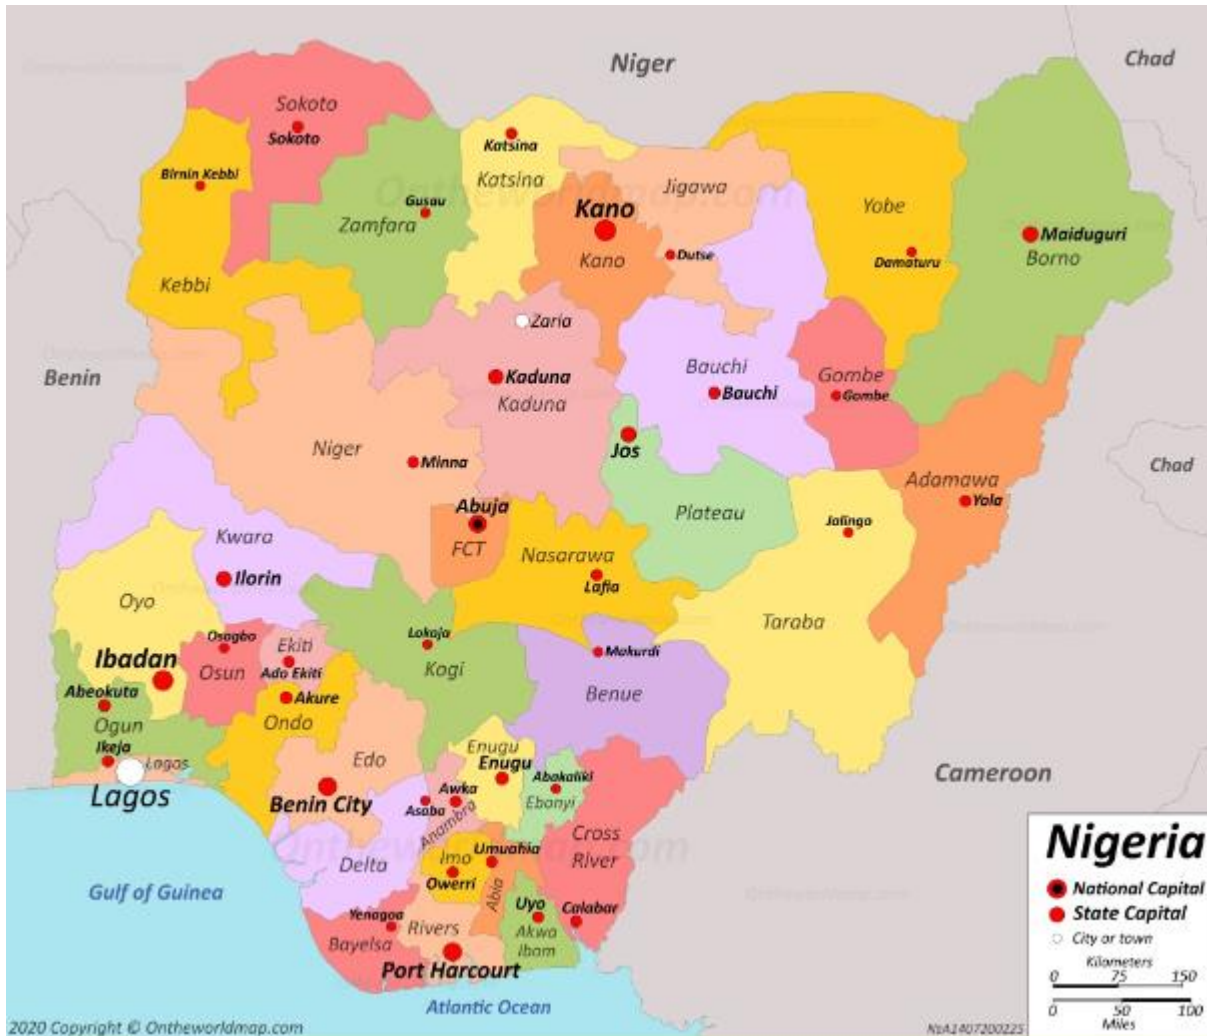 Niger
Chad
Sokoto
Sokoto
Katsina
Katsina
Birnin Kebbi
Gusau
Zamfara
Jigawa
Kano
Kano
Dutse
Yobe
Damaturu
Maiduguri
Borno
Kebbi
Zaria
Benin
Kaduna
Kaduna
Bauchi
Bauchi
Gombe
Gombe
Niger
Minna
Jos
Chad
Adamawa
Yola
Abuja
FCT
Plateau
Jalingo
Kwara
Ilorin
Nasarawa
Lafia
Oyo
Taraba
Osogbo
Ekiti
Ado Ekiti
Lokoja
Kogi
Makurdi
Benue
Ibadan
Osun
Abeokuta
Ogun
Akure
Ondo
Ikeja
Lagos
Lagos
Edo
Benin City
Enugu
Enugu
Abakaliki
Ebonyi
Cameroon
Asaba
Awka
Anambra
Cross
River
Delta
Imo
Owerri
Umuahia
Abia
Gulf of Guinea
Uyo
Akwa
Ibom
Calabar
Yenagoa
Bayelsa
Rivers
Port Harcourt
Atlantic Ocean
Nigeria
National Capital
State Capital
City or town
Kilometers
0 75 150
0 50 100
Miles
Ontheworldmap.com
Ontheworldmap.com
2020 Copyright © Ontheworldmap.com